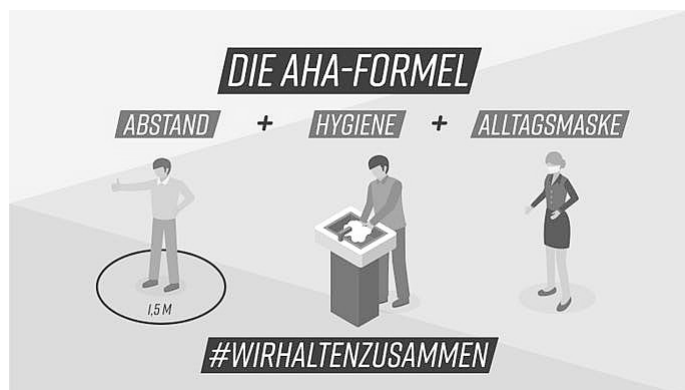 DIE AHA-FORMEL
ABSTAND + HYGIENE + ALLTAGSMASKE
1,5 M
#WIRHALTENZUSAMMEN